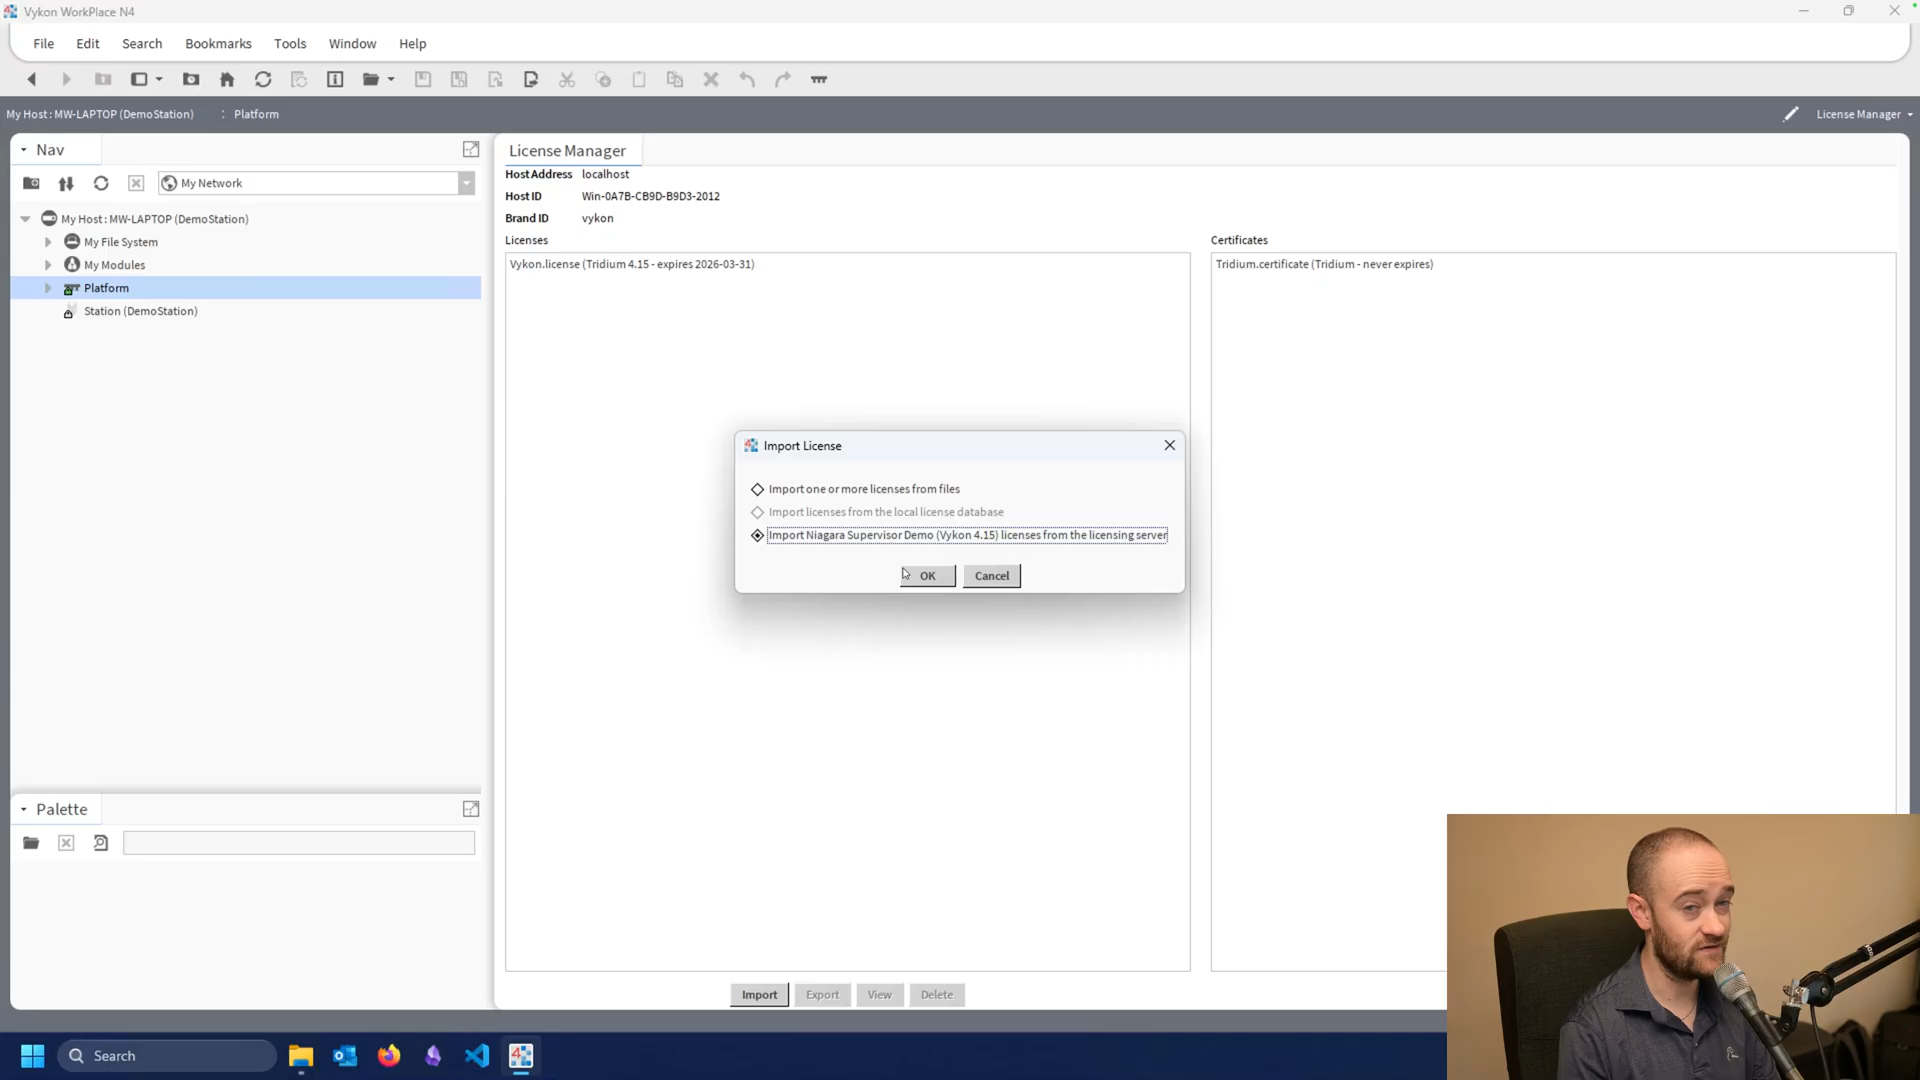 Vykon WorkPlace N4
File Edit Search Bookmarks Tools Window Help
My Host : MW-LAPTOP (DemoStation) : Platform
License Manager
Nav
My Network
My Host : MW-LAPTOP (DemoStation)
My File System
My Modules
Platform
Station (DemoStation)
Palette
License Manager
Host Address localhost
Host ID Win-0A7B-CB9D-B9D3-2012
Brand ID vykon
Licenses
Vykon.license (Tridium 4.15 - expires 2026-03-31)
Certificates
Tridium.certificate (Tridium - never expires)
Import License
Import one or more licenses from files
Import licenses from the local license database
Import Niagara Supervisor Demo (Vykon 4.15) licenses from the licensing server
OK Cancel
Import Export View Delete
Search